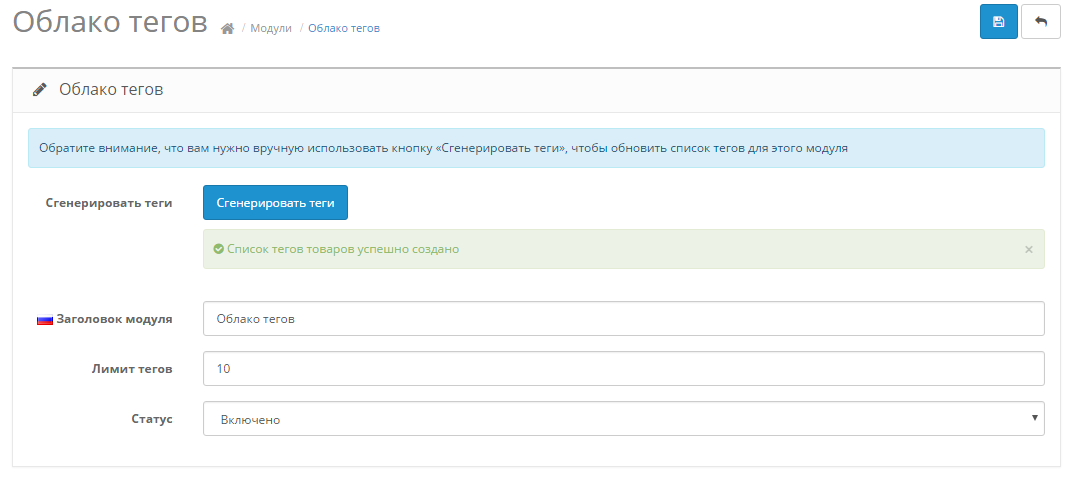 Облако тегов / Модули / Облако тегов
Облако тегов
Обратите внимание, что вам нужно вручную использовать кнопку «Сгенерировать теги», чтобы обновить список тегов для этого модуля
Сгенерировать теги Сгенерировать теги
Список тегов товаров успешно создано ×
Заголовок модуля Облако тегов
Лимит тегов 10
Статус Включено